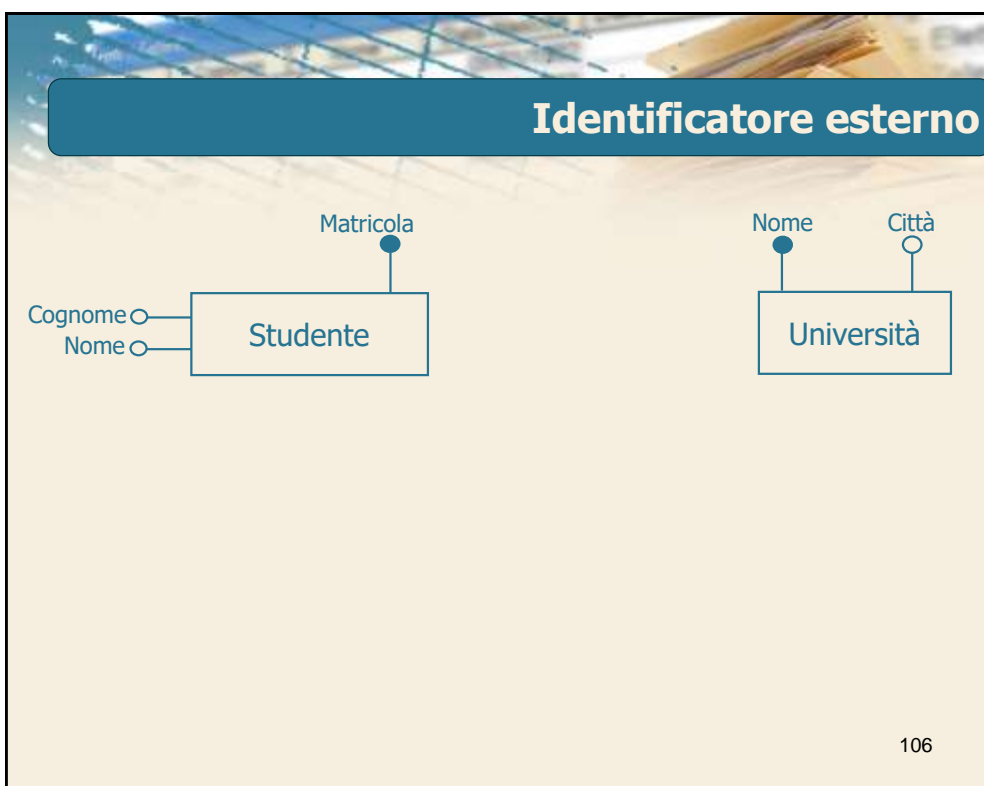 Identificatore esterno
Matricola
Nome Città
Cognome
Nome
Studente
Università
106